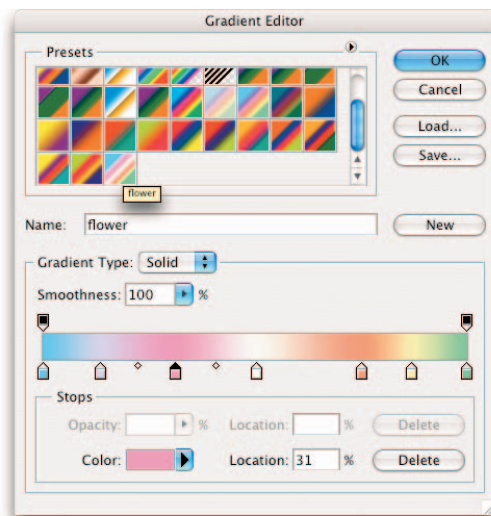 Gradient Editor
Presets
OK
Cancel
Load...
Save...
flower
Name: flower
New
Gradient Type: Solid
Smoothness: 100 %
Stops
Opacity: % Location: % Delete
Color: Location: 31 % Delete